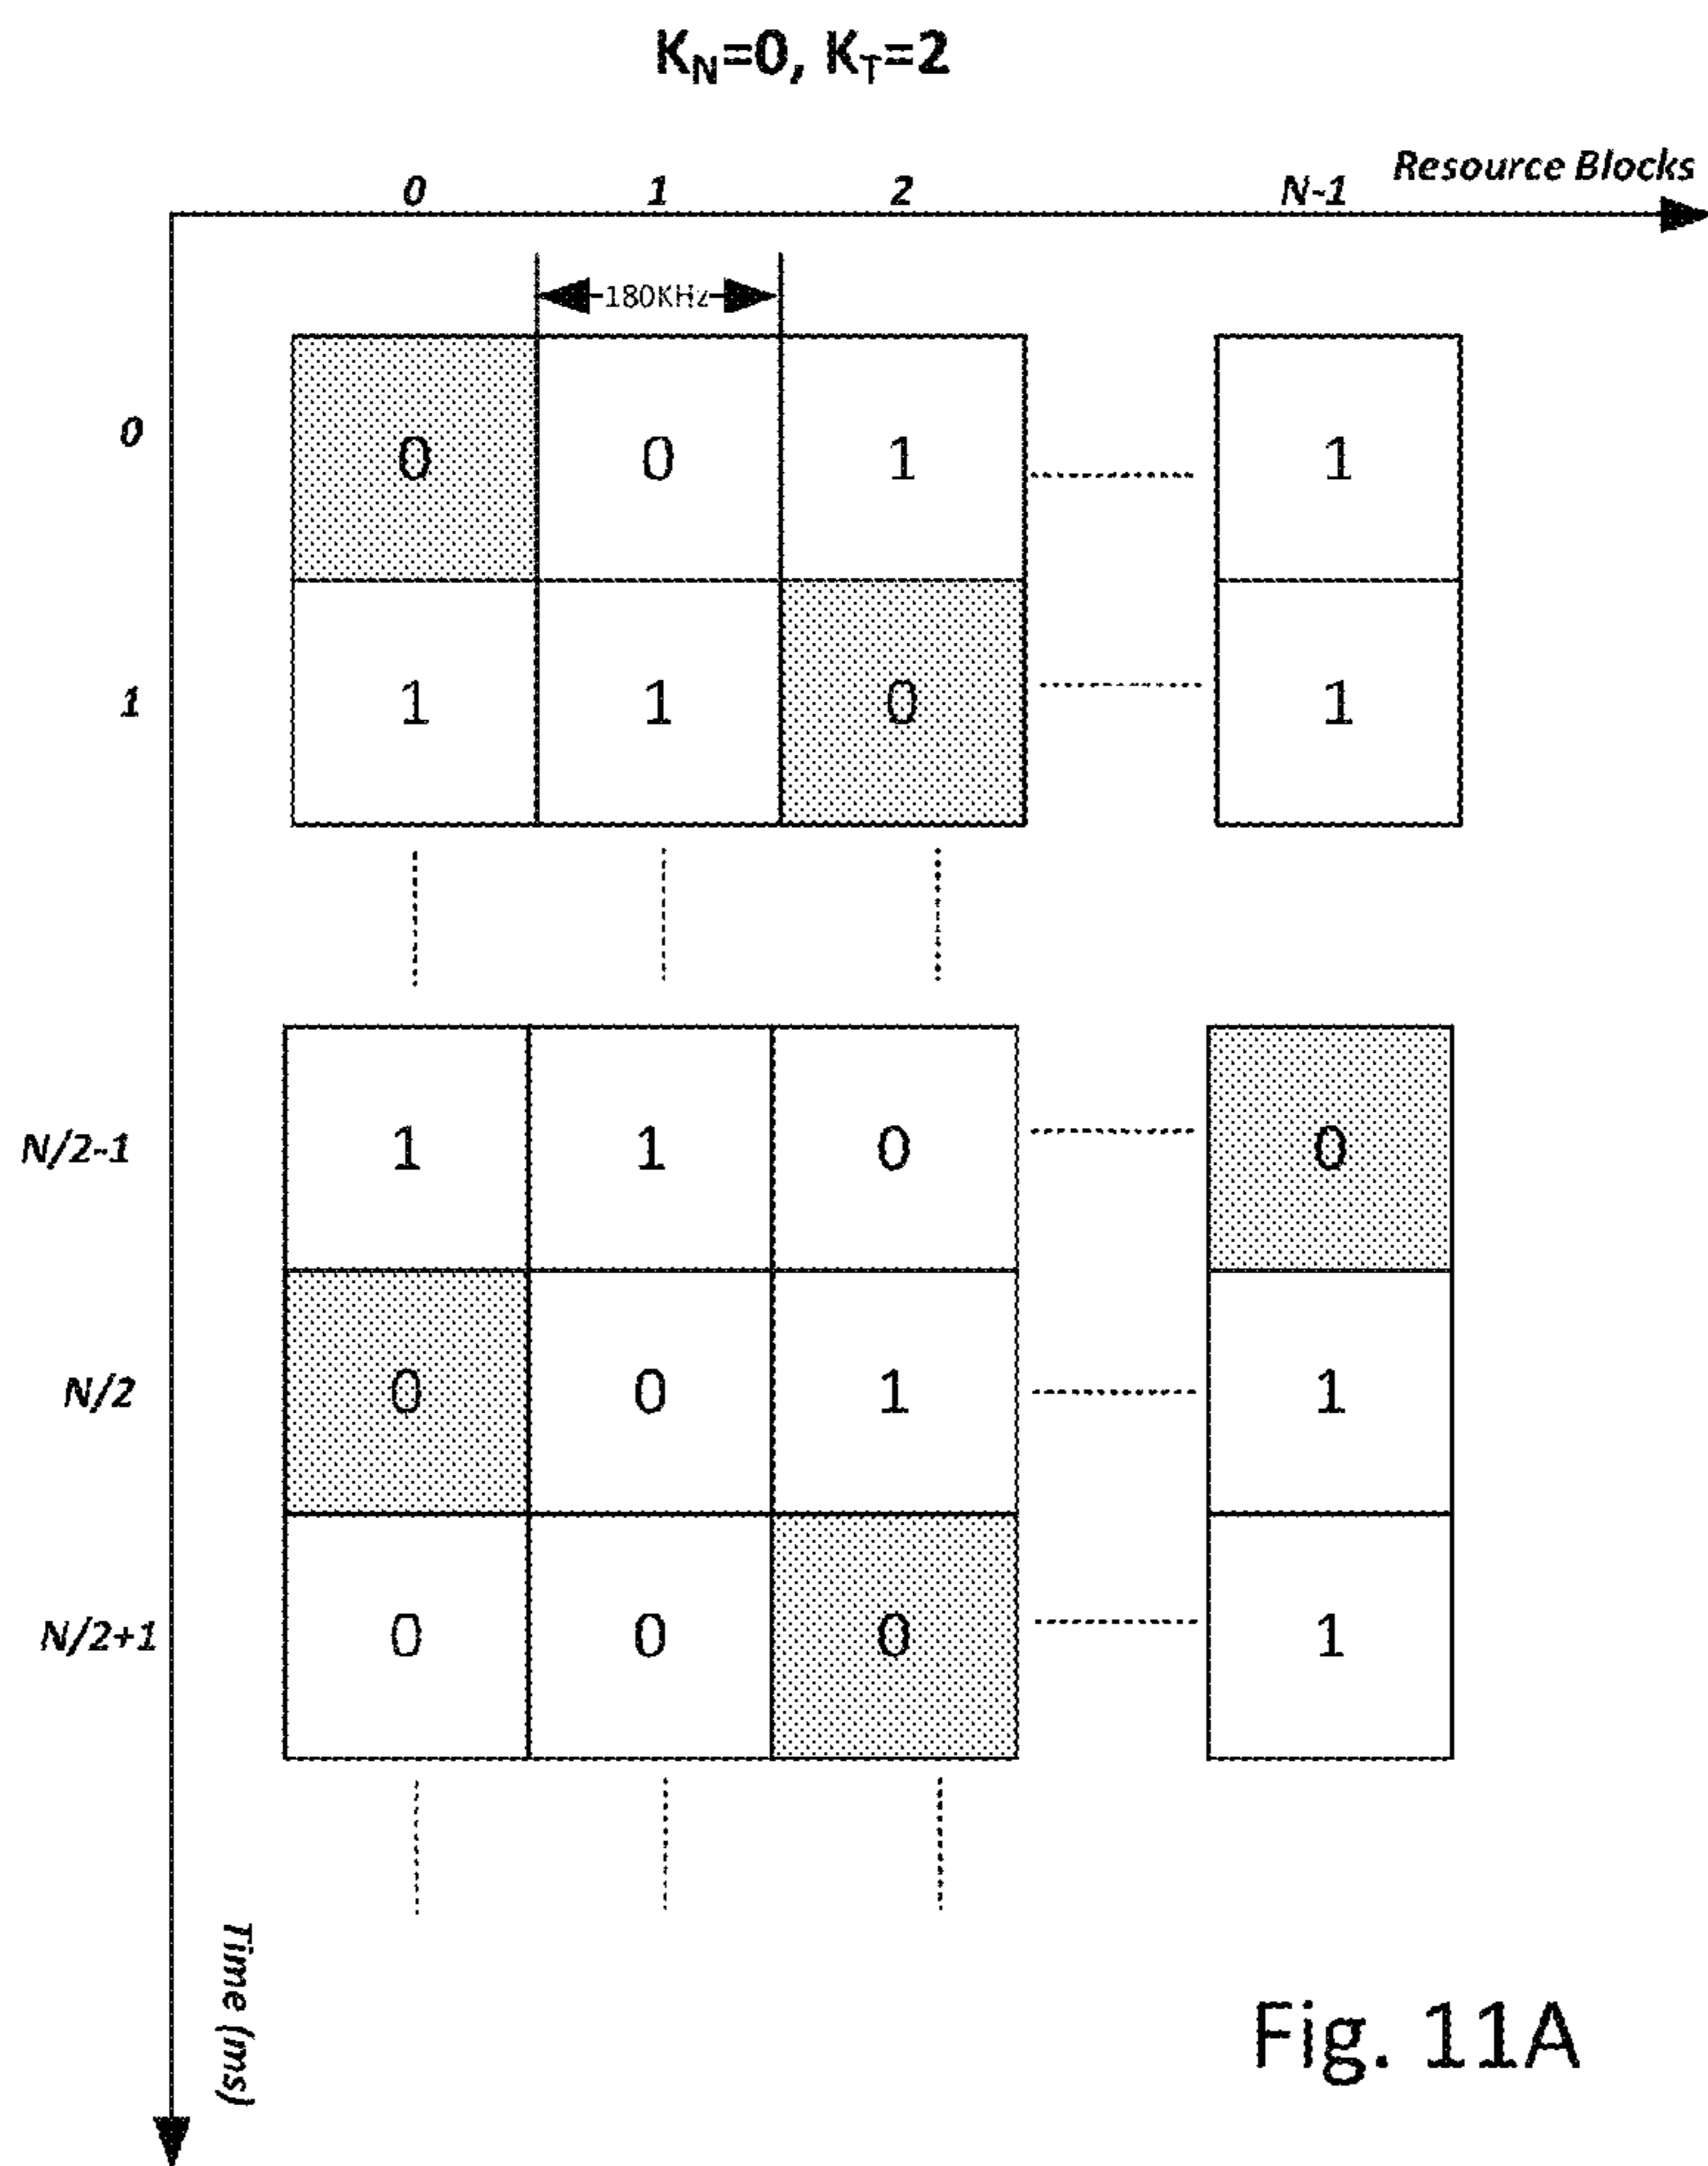 K_N=0, K_T=2
Resource Blocks
0 1 2 N-1
180KHz
0 0 0 1 1
1 1 1 0 1
N/2-1 1 1 0 0
N/2 0 0 1 1
N/2+1 0 0 0 1
Time (ms)
Fig. 11A